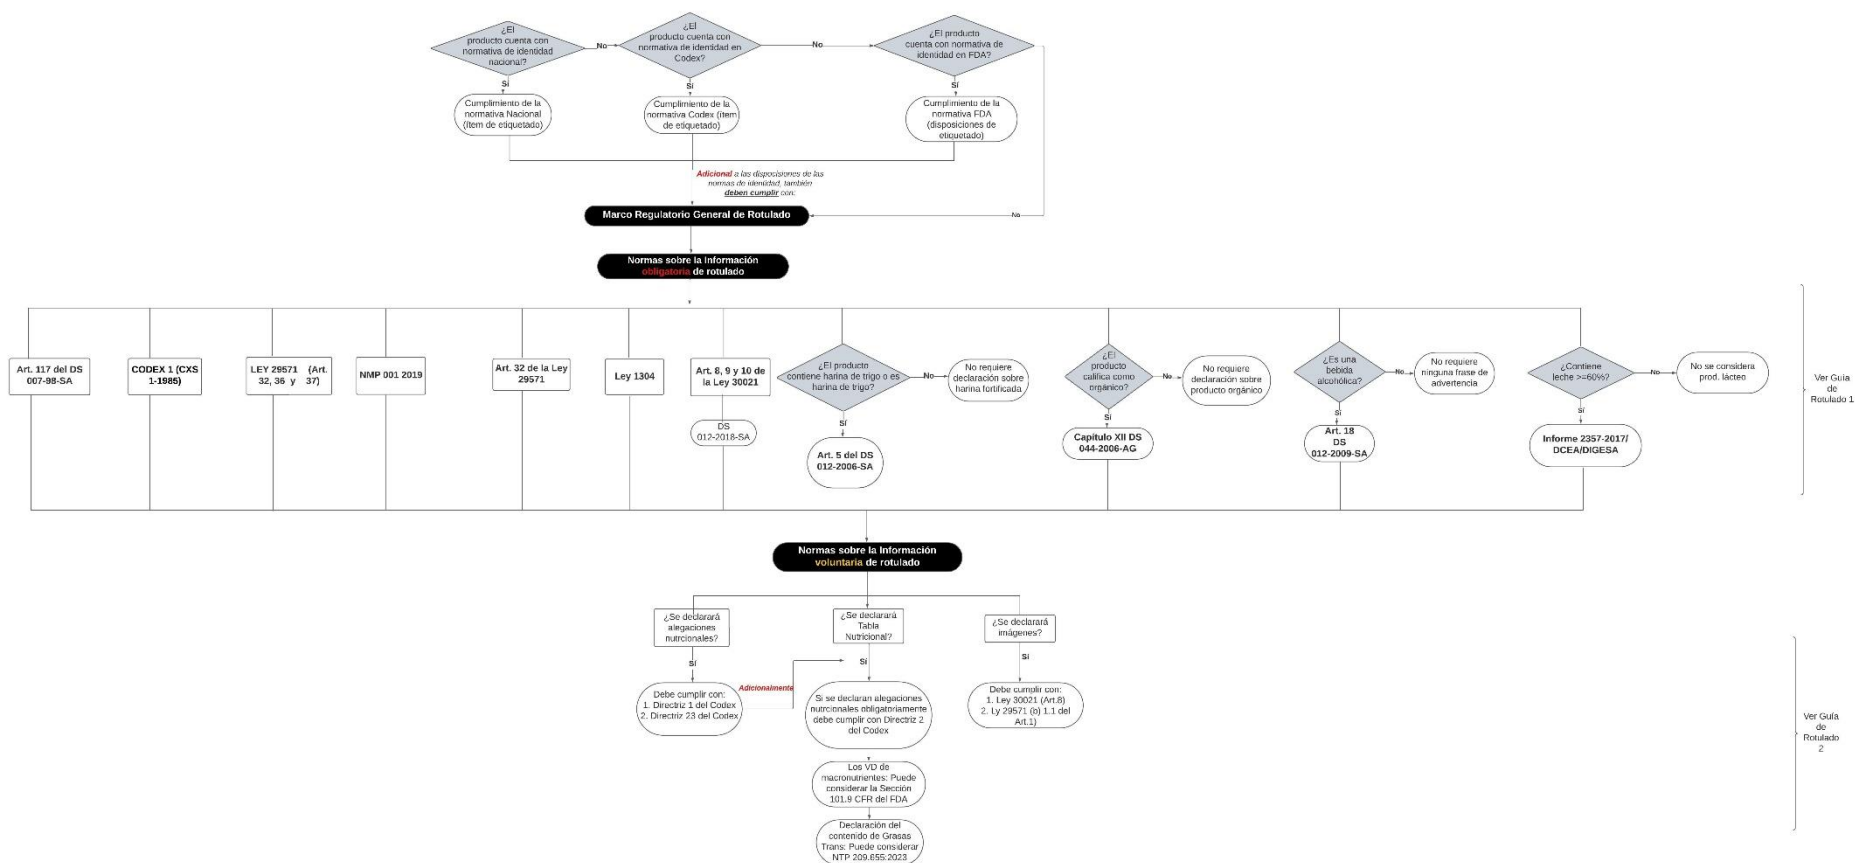 ¿El
producto cuenta con
normativa de identidad
nacional?
No
¿El
producto cuenta con
normativa de identidad en
Codex?
No
¿El producto
cuenta con normativa de
identidad en FDA?
Sí
Sí
Sí
Cumplimiento de la
normativa Nacional
(ítem de etiquetado)
Cumplimiento de la
normativa Codex (ítem
de etiquetado)
Cumplimiento de la
normativa FDA
(disposiciones de
etiquetado)
Adicional a las disposiciones de las
normas de identidad, también
deben cumplir con:
Marco Regulatorio General de Rotulado
No
Normas sobre la Información
obligatoria de rotulado
Art. 117 del DS
007-98-SA
CODEX 1 (CXS
1-1985)
LEY 29571 (Art.
32, 36 y 37)
NMP 001 2019
Art. 32 de la Ley
29571
Ley 1304
Art. 8, 9 y 10 de
la Ley 30021
DS
012-2018-SA
¿El producto
contiene harina de trigo o es
harina de trigo?
No
No requiere
declaración sobre
harina fortificada
Sí
Art. 5 del DS
012-2006-SA
¿El
producto
califica como
orgánico?
No
No requiere
declaración sobre
producto orgánico
Sí
Capítulo XII DS
044-2006-AG
¿Es una
bebida
alcohólica?
No
No requiere
ninguna frase de
advertencia
Sí
Art. 18
DS
012-2009-SA
¿Contiene
leche >=60%?
No
No se considera
prod. lácteo
Sí
Informe 2357-2017/
DCEA/DIGESA
Ver Guía
de
Rotulado 1
Normas sobre la Información
voluntaria de rotulado
¿Se declarará
alegaciones
nutrcionales?
Sí
Debe cumplir con:
1. Directriz 1 del Codex
2. Directriz 23 del Codex
Adicionalmente
¿Se declarará
Tabla
Nutricional?
Sí
Si se declaran alegaciones
nutrcionales obligatoriamente
debe cumplir con Directriz 2
del Codex
Los VD de
macronutrientes: Puede
considerar la Sección
101.9 CFR del FDA
Declaración del
contenido de Grasas
Trans: Puede considerar
NTP 209.655:2023
¿Se declarará
imágenes?
Sí
Debe cumplir con:
1. Ley 30021 (Art.8)
2. Ly 29571 (b) 1.1 del
Art.1)
Ver Guía
de
Rotulado
2